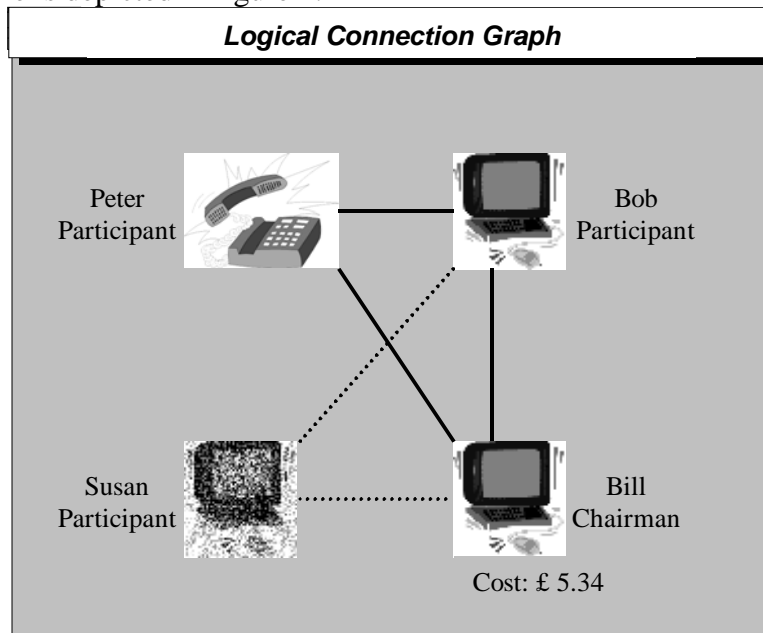 Logical Connection Graph
Peter
Participant
Bob
Participant
Susan
Participant
Bill
Chairman
Cost: £ 5.34